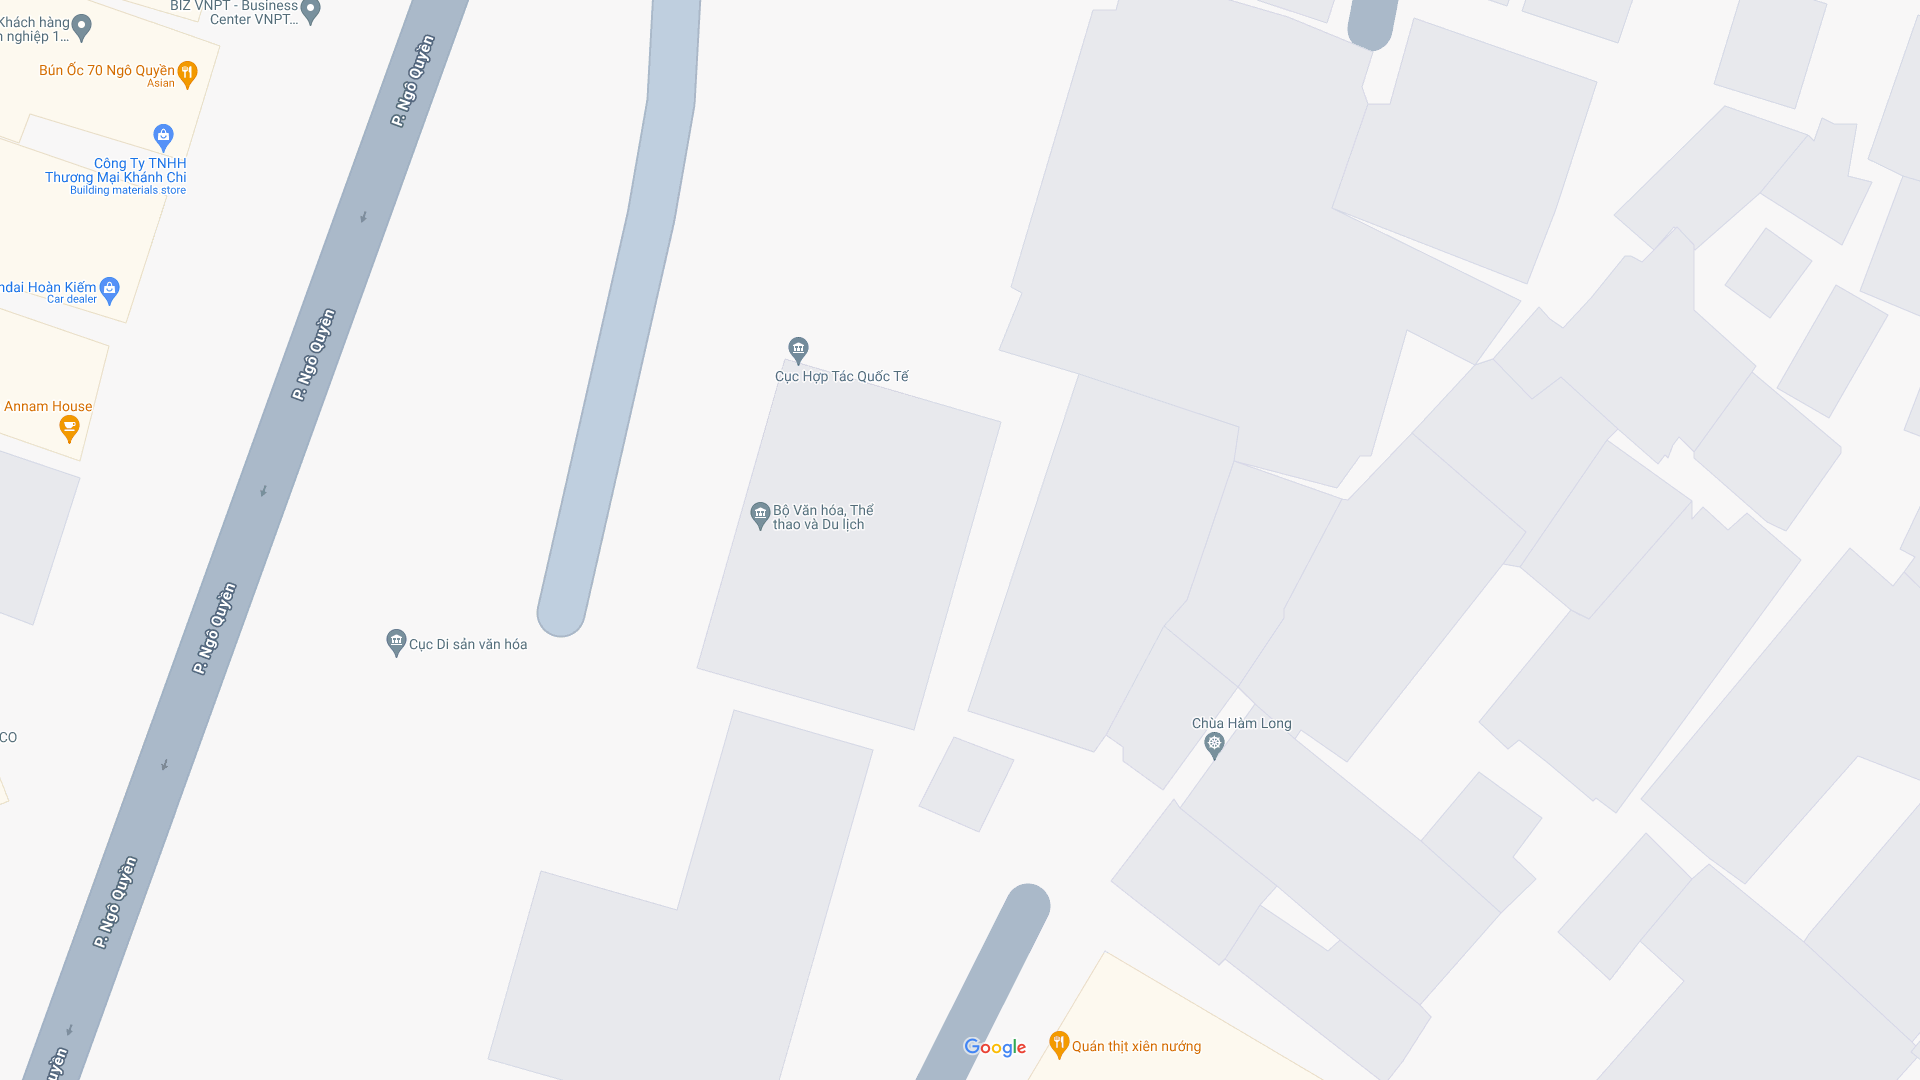 BIZ VNPT - Business
Center VNPT...
Khách hàng
nghiệp 1...
Bún Ốc 70 Ngô Quyền
Asian
P. Ngô Quyền
Công Ty TNHH
Thương Mại Khánh Chi
Building materials store
ndai Hoàn Kiếm
Car dealer
P. Ngô Quyền
Cục Hợp Tác Quốc Tế
Annam House
Bộ Văn hóa, Thể
thao và Du lịch
P. Ngô Quyền
Cục Di sản văn hóa
Chùa Hàm Long
CO
P. Ngô Quyền
Google
Quán thịt xiên nướng
uyền